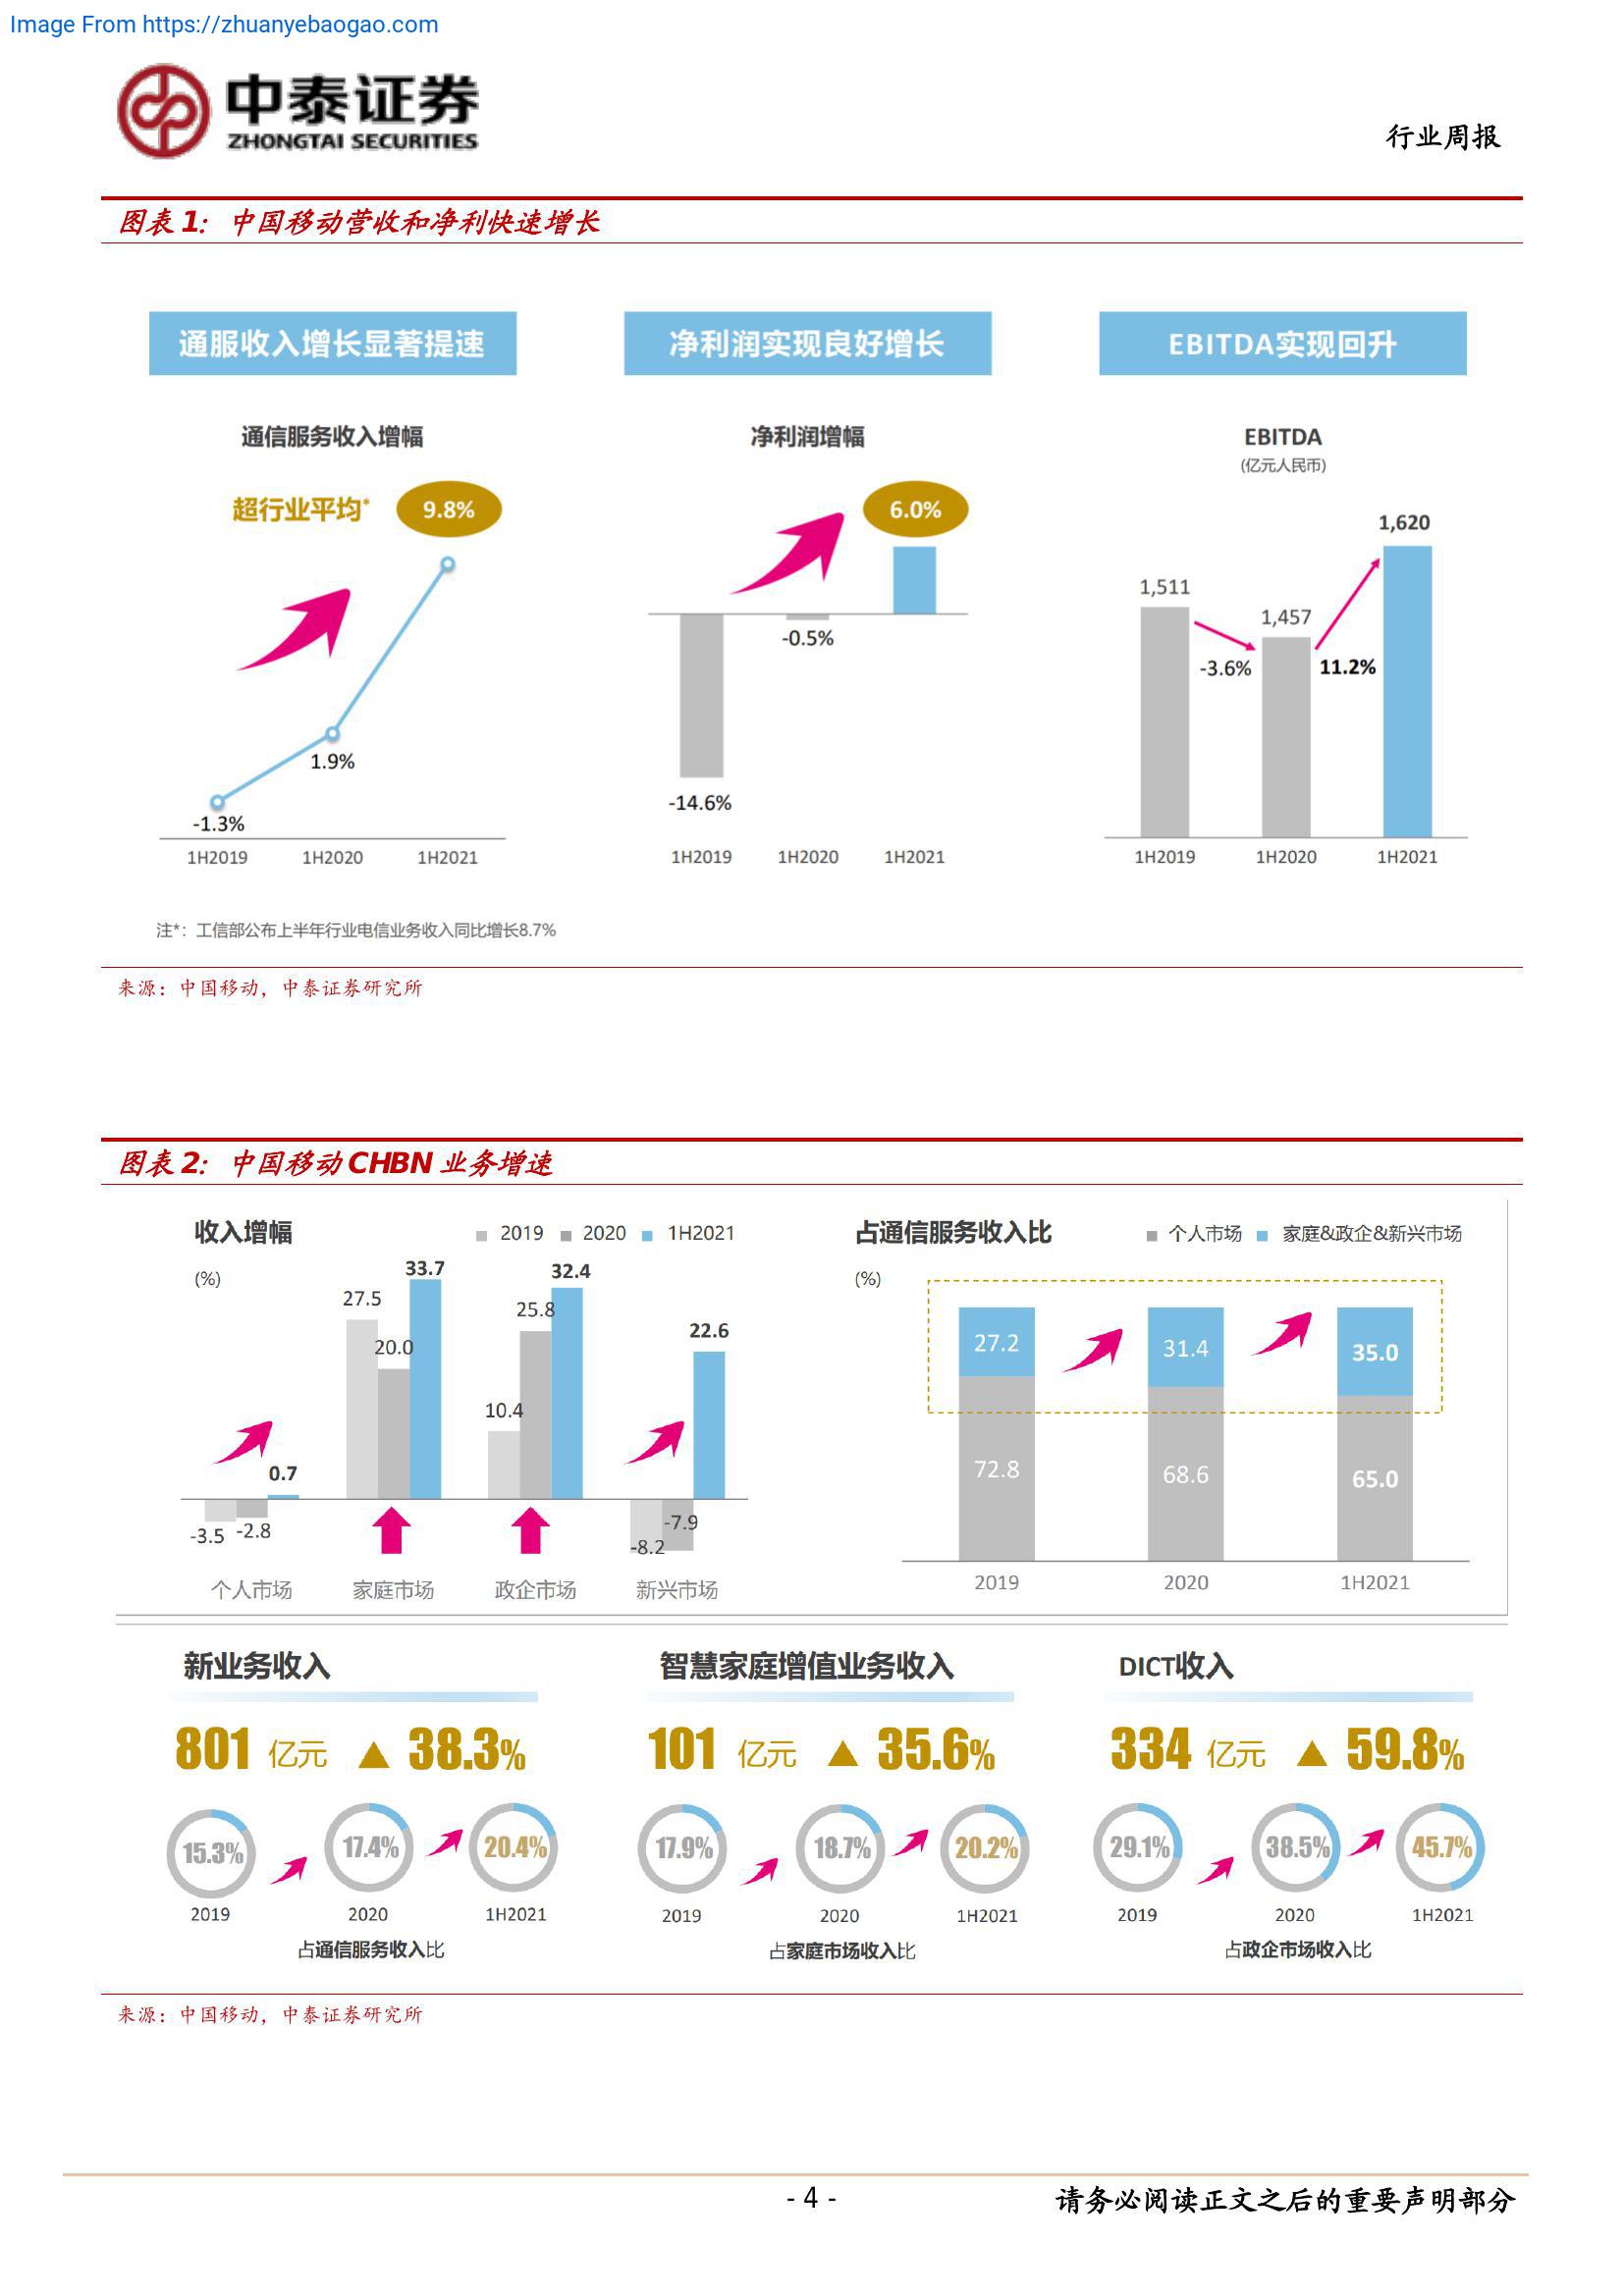 Image From https://zhuanyebaogao.com
中泰证券
ZHONGTAI SECURITIES
行业周报
图表 1: 中国移动营收和净利快速增长
通服收入增长显著提速
净利润实现良好增长
EBITDA实现回升
通信服务收入增幅
超行业平均*
9.8%
1.9%
-1.3%
1H2019 1H2020 1H2021
净利润增幅
6.0%
-0.5%
-14.6%
1H2019 1H2020 1H2021
EBITDA
(亿元人民币)
1,620
1,511
1,457
-3.6% 11.2%
1H2019 1H2020 1H2021
注*：工信部公布上半年行业电信业务收入同比增长8.7%
来源：中国移动，中泰证券研究所
图表 2: 中国移动 CHBN 业务增速
收入增幅 2019 2020 1H2021
(%)
33.7 32.4
27.5 25.8
20.0 22.6
10.4
0.7
-3.5 -2.8 -7.9
-8.2
个人市场 家庭市场 政企市场 新兴市场
占通信服务收入比 个人市场 家庭&政企&新兴市场
(%)
27.2 31.4 35.0
72.8 68.6 65.0
2019 2020 1H2021
新业务收入
801 亿元 ▲ 38.3%
15.3% 17.4% 20.4%
2019 2020 1H2021
占通信服务收入比
智慧家庭增值业务收入
101 亿元 ▲ 35.6%
17.9% 18.7% 20.2%
2019 2020 1H2021
占家庭市场收入比
DICT收入
334 亿元 ▲ 59.8%
29.1% 38.5% 45.7%
2019 2020 1H2021
占政企市场收入比
来源：中国移动，中泰证券研究所
- 4 -
请务必阅读正文之后的重要声明部分